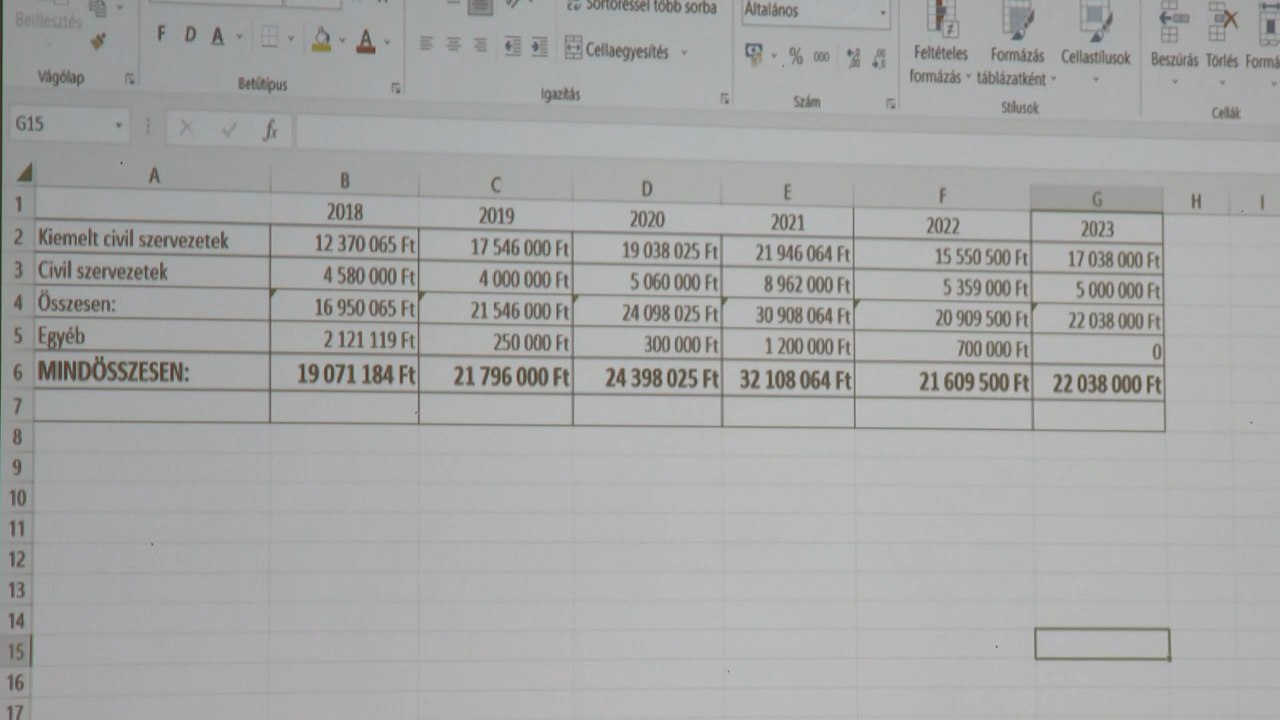 Beillesztés
Vágólap
F D A
A
Betűtípus
Sortöréssel több sorba
Cellaegyesítés
Igazítás
Általános
% 000
Szám
Feltételes formázás
Formázás táblázatként
Cellastílusok
Stílusok
Beszúrás Törlés
Cellák
G15
fx
A B C D E F G H I
1 2018 2019 2020 2021 2022 2023
2 Kiemelt civil szervezetek 12 370 065 Ft 17 546 000 Ft 19 038 025 Ft 21 946 064 Ft 15 550 500 Ft 17 038 000 Ft
3 Civil szervezetek 4 580 000 Ft 4 000 000 Ft 5 060 000 Ft 8 962 000 Ft 5 359 000 Ft 5 000 000 Ft
4 Összesen: 16 950 065 Ft 21 546 000 Ft 24 098 025 Ft 30 908 064 Ft 20 909 500 Ft 22 038 000 Ft
5 Egyéb 2 121 119 Ft 250 000 Ft 300 000 Ft 1 200 000 Ft 700 000 Ft 0
6 MINDÖSSZESEN: 19 071 184 Ft 21 796 000 Ft 24 398 025 Ft 32 108 064 Ft 21 609 500 Ft 22 038 000 Ft
7
8
9
10
11
12
13
14
15
16
17